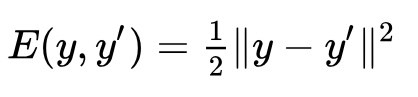 E(y, y′) = ½‖y − y′‖²